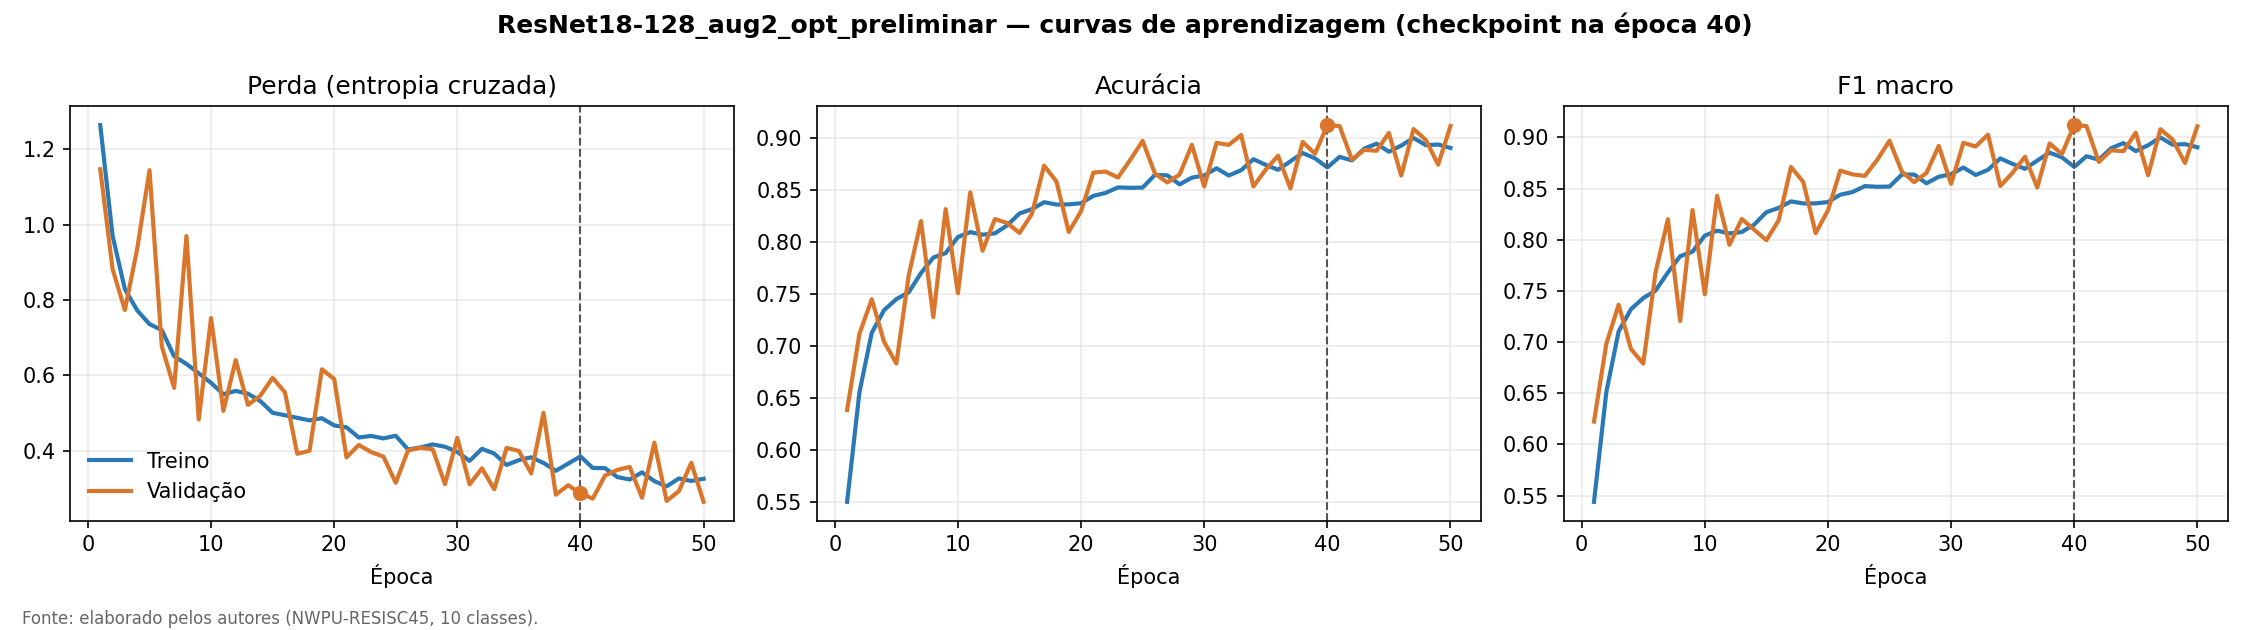 ResNet18-128_aug2_opt_preliminar — curvas de aprendizagem (checkpoint na época 40)
Perda (entropia cruzada)
1.2
1.0
0.8
0.6
0.4
Treino
Validação
0 10 20 30 40 50
Época
Acurácia
0.90
0.85
0.80
0.75
0.70
0.65
0.60
0.55
0 10 20 30 40 50
Época
F1 macro
0.90
0.85
0.80
0.75
0.70
0.65
0.60
0.55
0 10 20 30 40 50
Época
Fonte: elaborado pelos autores (NWPU-RESISC45, 10 classes).